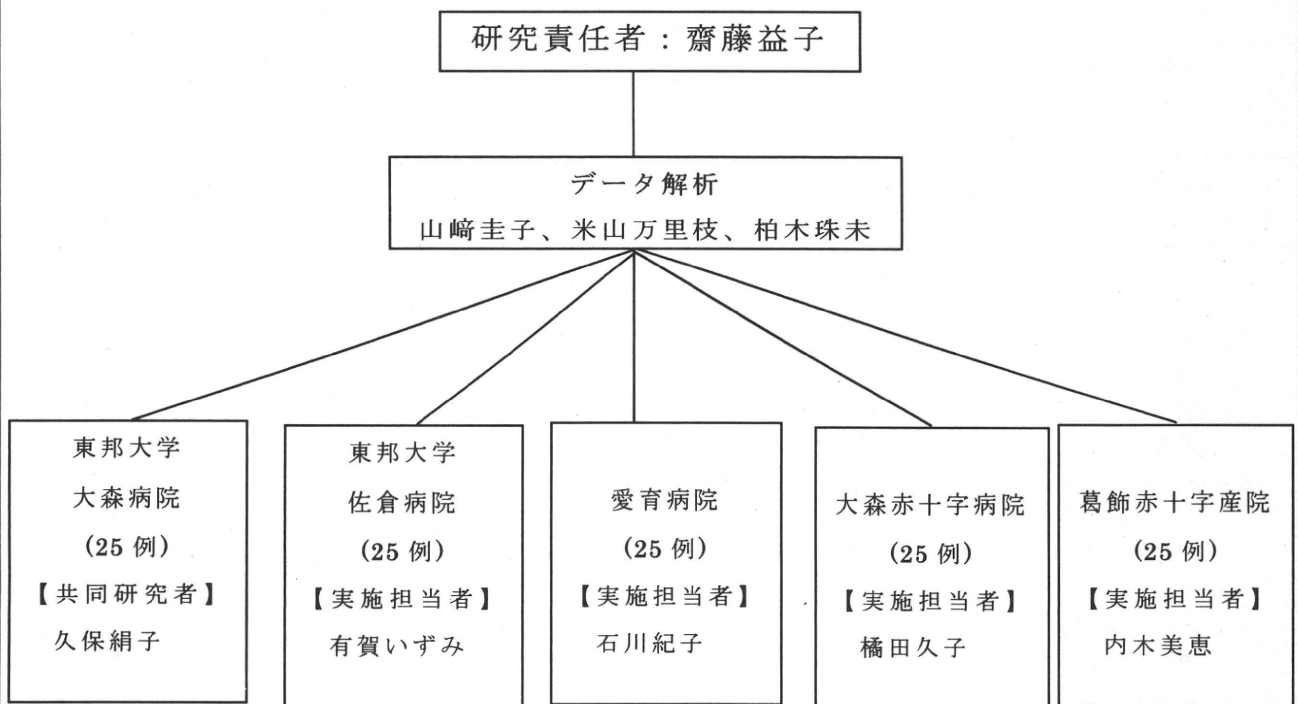 研究責任者：齋藤益子
データ解析
山﨑圭子、米山万里枝、柏木珠未
東邦大学
大森病院
(25 例)
【共同研究者】
久保絹子
東邦大学
佐倉病院
(25 例)
【実施担当者】
有賀いずみ
愛育病院
(25 例)
【実施担当者】
石川紀子
大森赤十字病院
(25 例)
【実施担当者】
橘田久子
葛飾赤十字産院
(25 例)
【実施担当者】
内木美恵